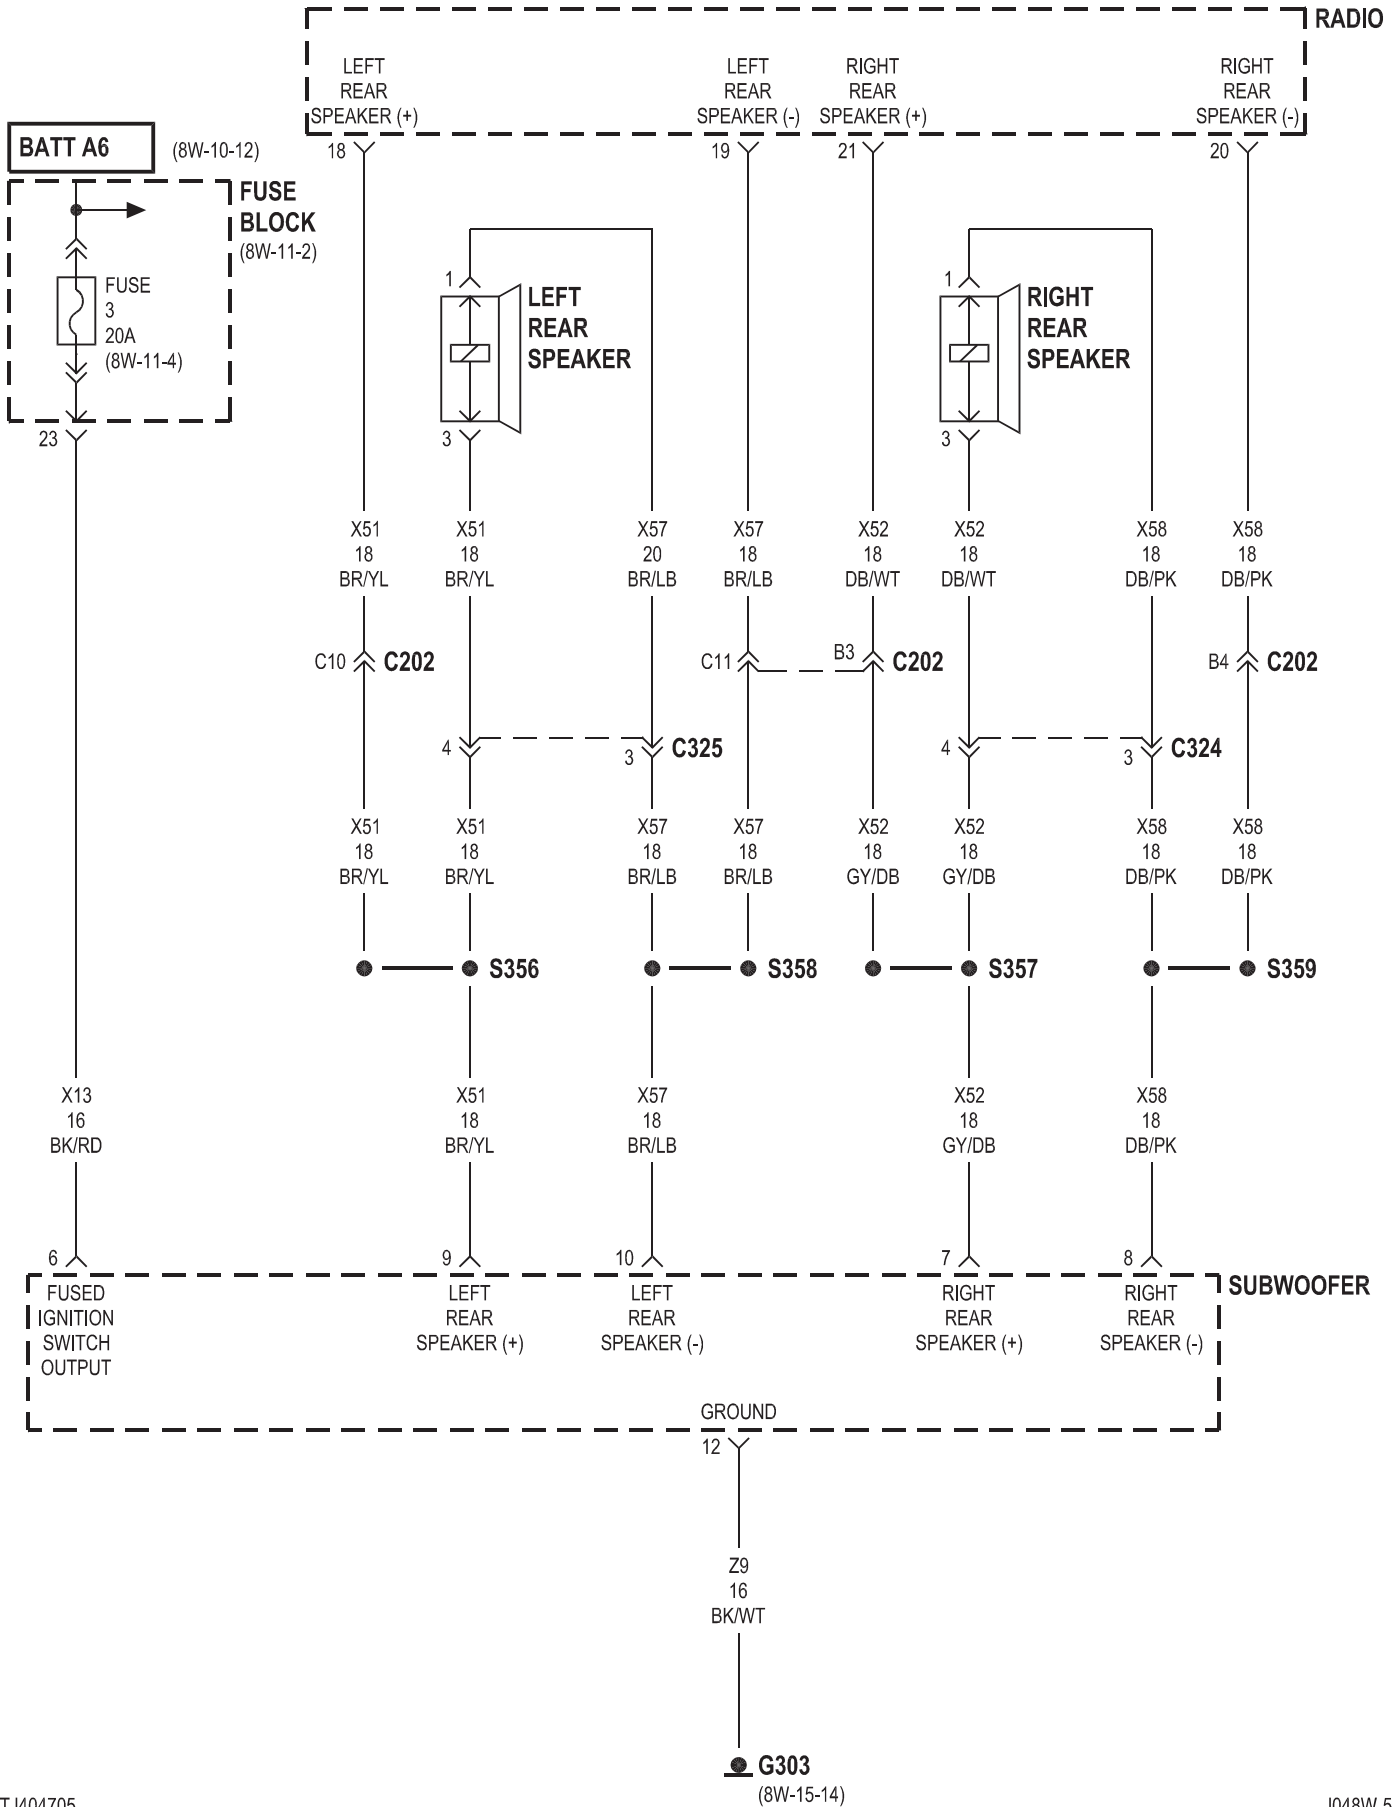 RADIO
LEFT
REAR
SPEAKER (+)
LEFT
REAR
SPEAKER (-)
RIGHT
REAR
SPEAKER (+)
RIGHT
REAR
SPEAKER (-)
18
19
21
20
BATT A6
(8W-10-12)
FUSE
BLOCK
(8W-11-2)
FUSE
3
20A
(8W-11-4)
23
1
LEFT
REAR
SPEAKER
3
1
RIGHT
REAR
SPEAKER
3
X51
18
BR/YL
X51
18
BR/YL
X57
20
BR/LB
X57
18
BR/LB
X52
18
DB/WT
X52
18
DB/WT
X58
18
DB/PK
X58
18
DB/PK
C10
C202
C11
B3
C202
B4
C202
4
3
C325
4
3
C324
X51
18
BR/YL
X51
18
BR/YL
X57
18
BR/LB
X57
18
BR/LB
X52
18
GY/DB
X52
18
GY/DB
X58
18
DB/PK
X58
18
DB/PK
S356
S358
S357
S359
X13
16
BK/RD
X51
18
BR/YL
X57
18
BR/LB
X52
18
GY/DB
X58
18
DB/PK
6
9
10
7
8
SUBWOOFER
FUSED
IGNITION
SWITCH
OUTPUT
LEFT
REAR
SPEAKER (+)
LEFT
REAR
SPEAKER (-)
RIGHT
REAR
SPEAKER (+)
RIGHT
REAR
SPEAKER (-)
GROUND
12
Z9
16
BK/WT
G303
(8W-15-14)